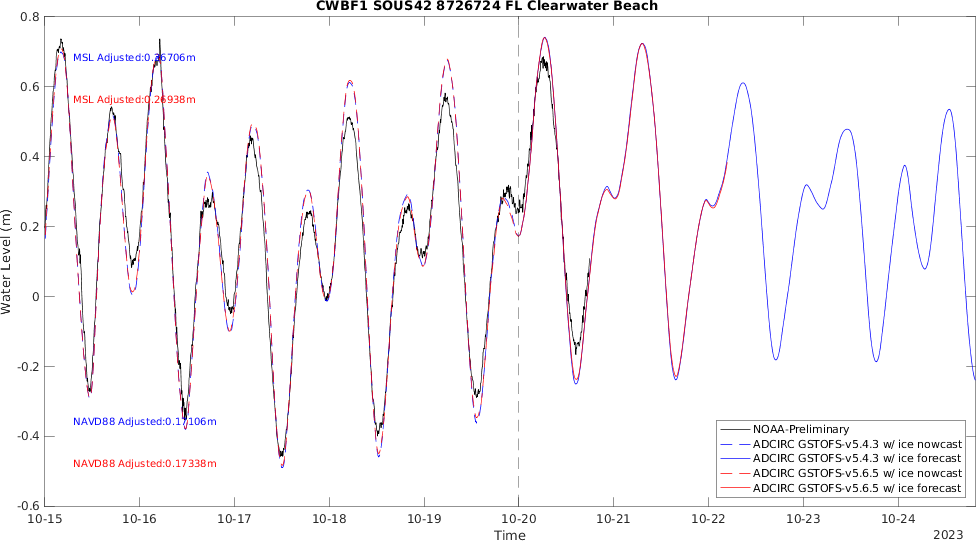 CWBF1 SOUS42 8726724 FL Clearwater Beach
0.8
0.6
0.4
0.2
0
-0.2
-0.4
-0.6
Water Level (m)
MSL Adjusted:0.36706m
MSL Adjusted:0.26938m
NAVD88 Adjusted:0.17106m
NAVD88 Adjusted:0.17338m
NOAA-Preliminary
ADCIRC GSTOFS-v5.4.3 w/ ice nowcast
ADCIRC GSTOFS-v5.4.3 w/ ice forecast
ADCIRC GSTOFS-v5.6.5 w/ ice nowcast
ADCIRC GSTOFS-v5.6.5 w/ ice forecast
10-15 10-16 10-17 10-18 10-19 10-20 10-21 10-22 10-23 10-24
Time
2023